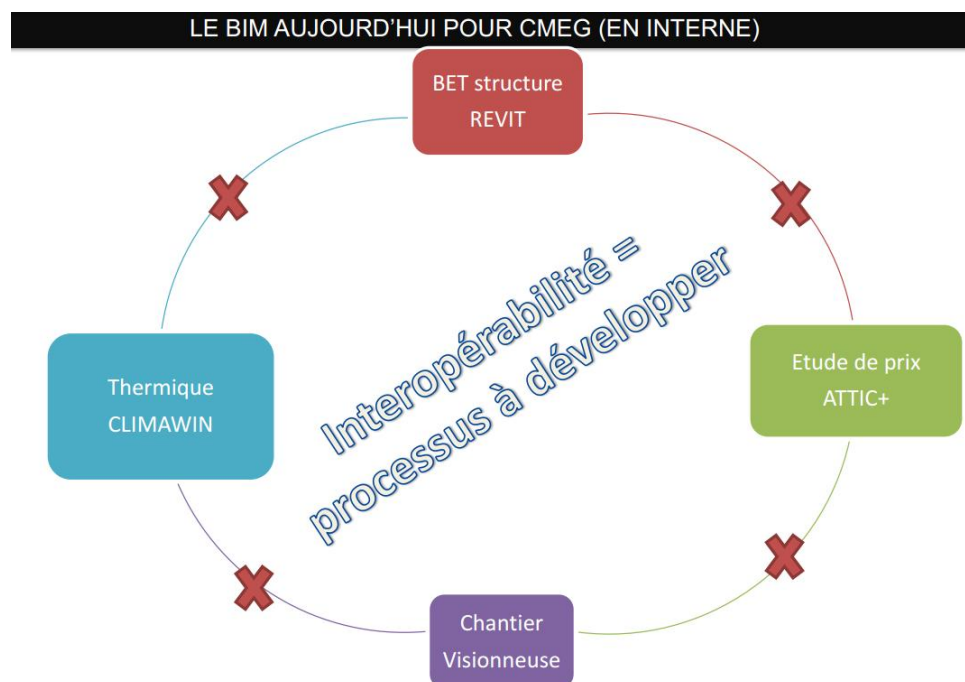 LE BIM AUJOURD'HUI POUR CMEG (EN INTERNE)
BET structure
REVIT
Interopérabilité =
processus à développer
Thermique
CLIMAWIN
Etude de prix
ATTIC+
Chantier
Visionneuse